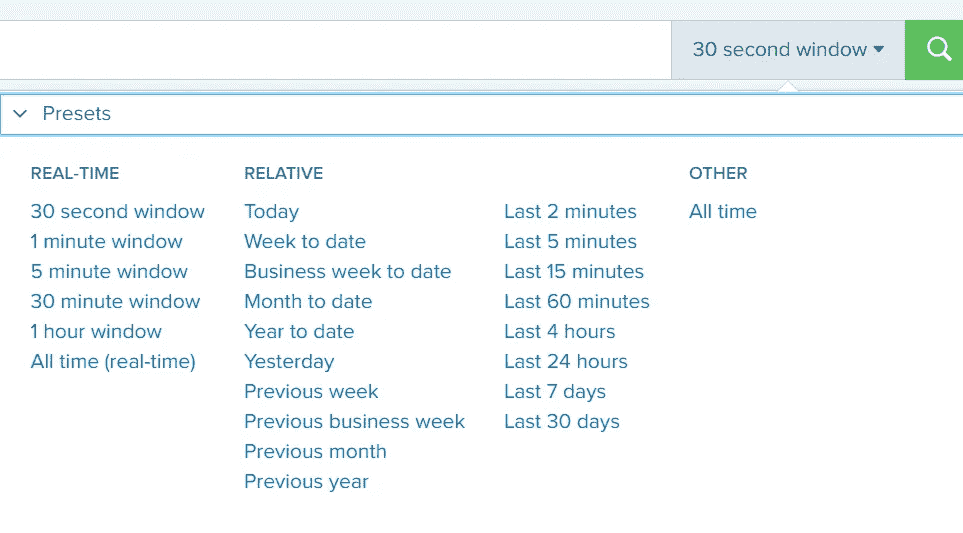 30 second window
Presets
REAL-TIME
30 second window
1 minute window
5 minute window
30 minute window
1 hour window
All time (real-time)
RELATIVE
Today
Week to date
Business week to date
Month to date
Year to date
Yesterday
Previous week
Previous business week
Previous month
Previous year
Last 2 minutes
Last 5 minutes
Last 15 minutes
Last 60 minutes
Last 4 hours
Last 24 hours
Last 7 days
Last 30 days
OTHER
All time